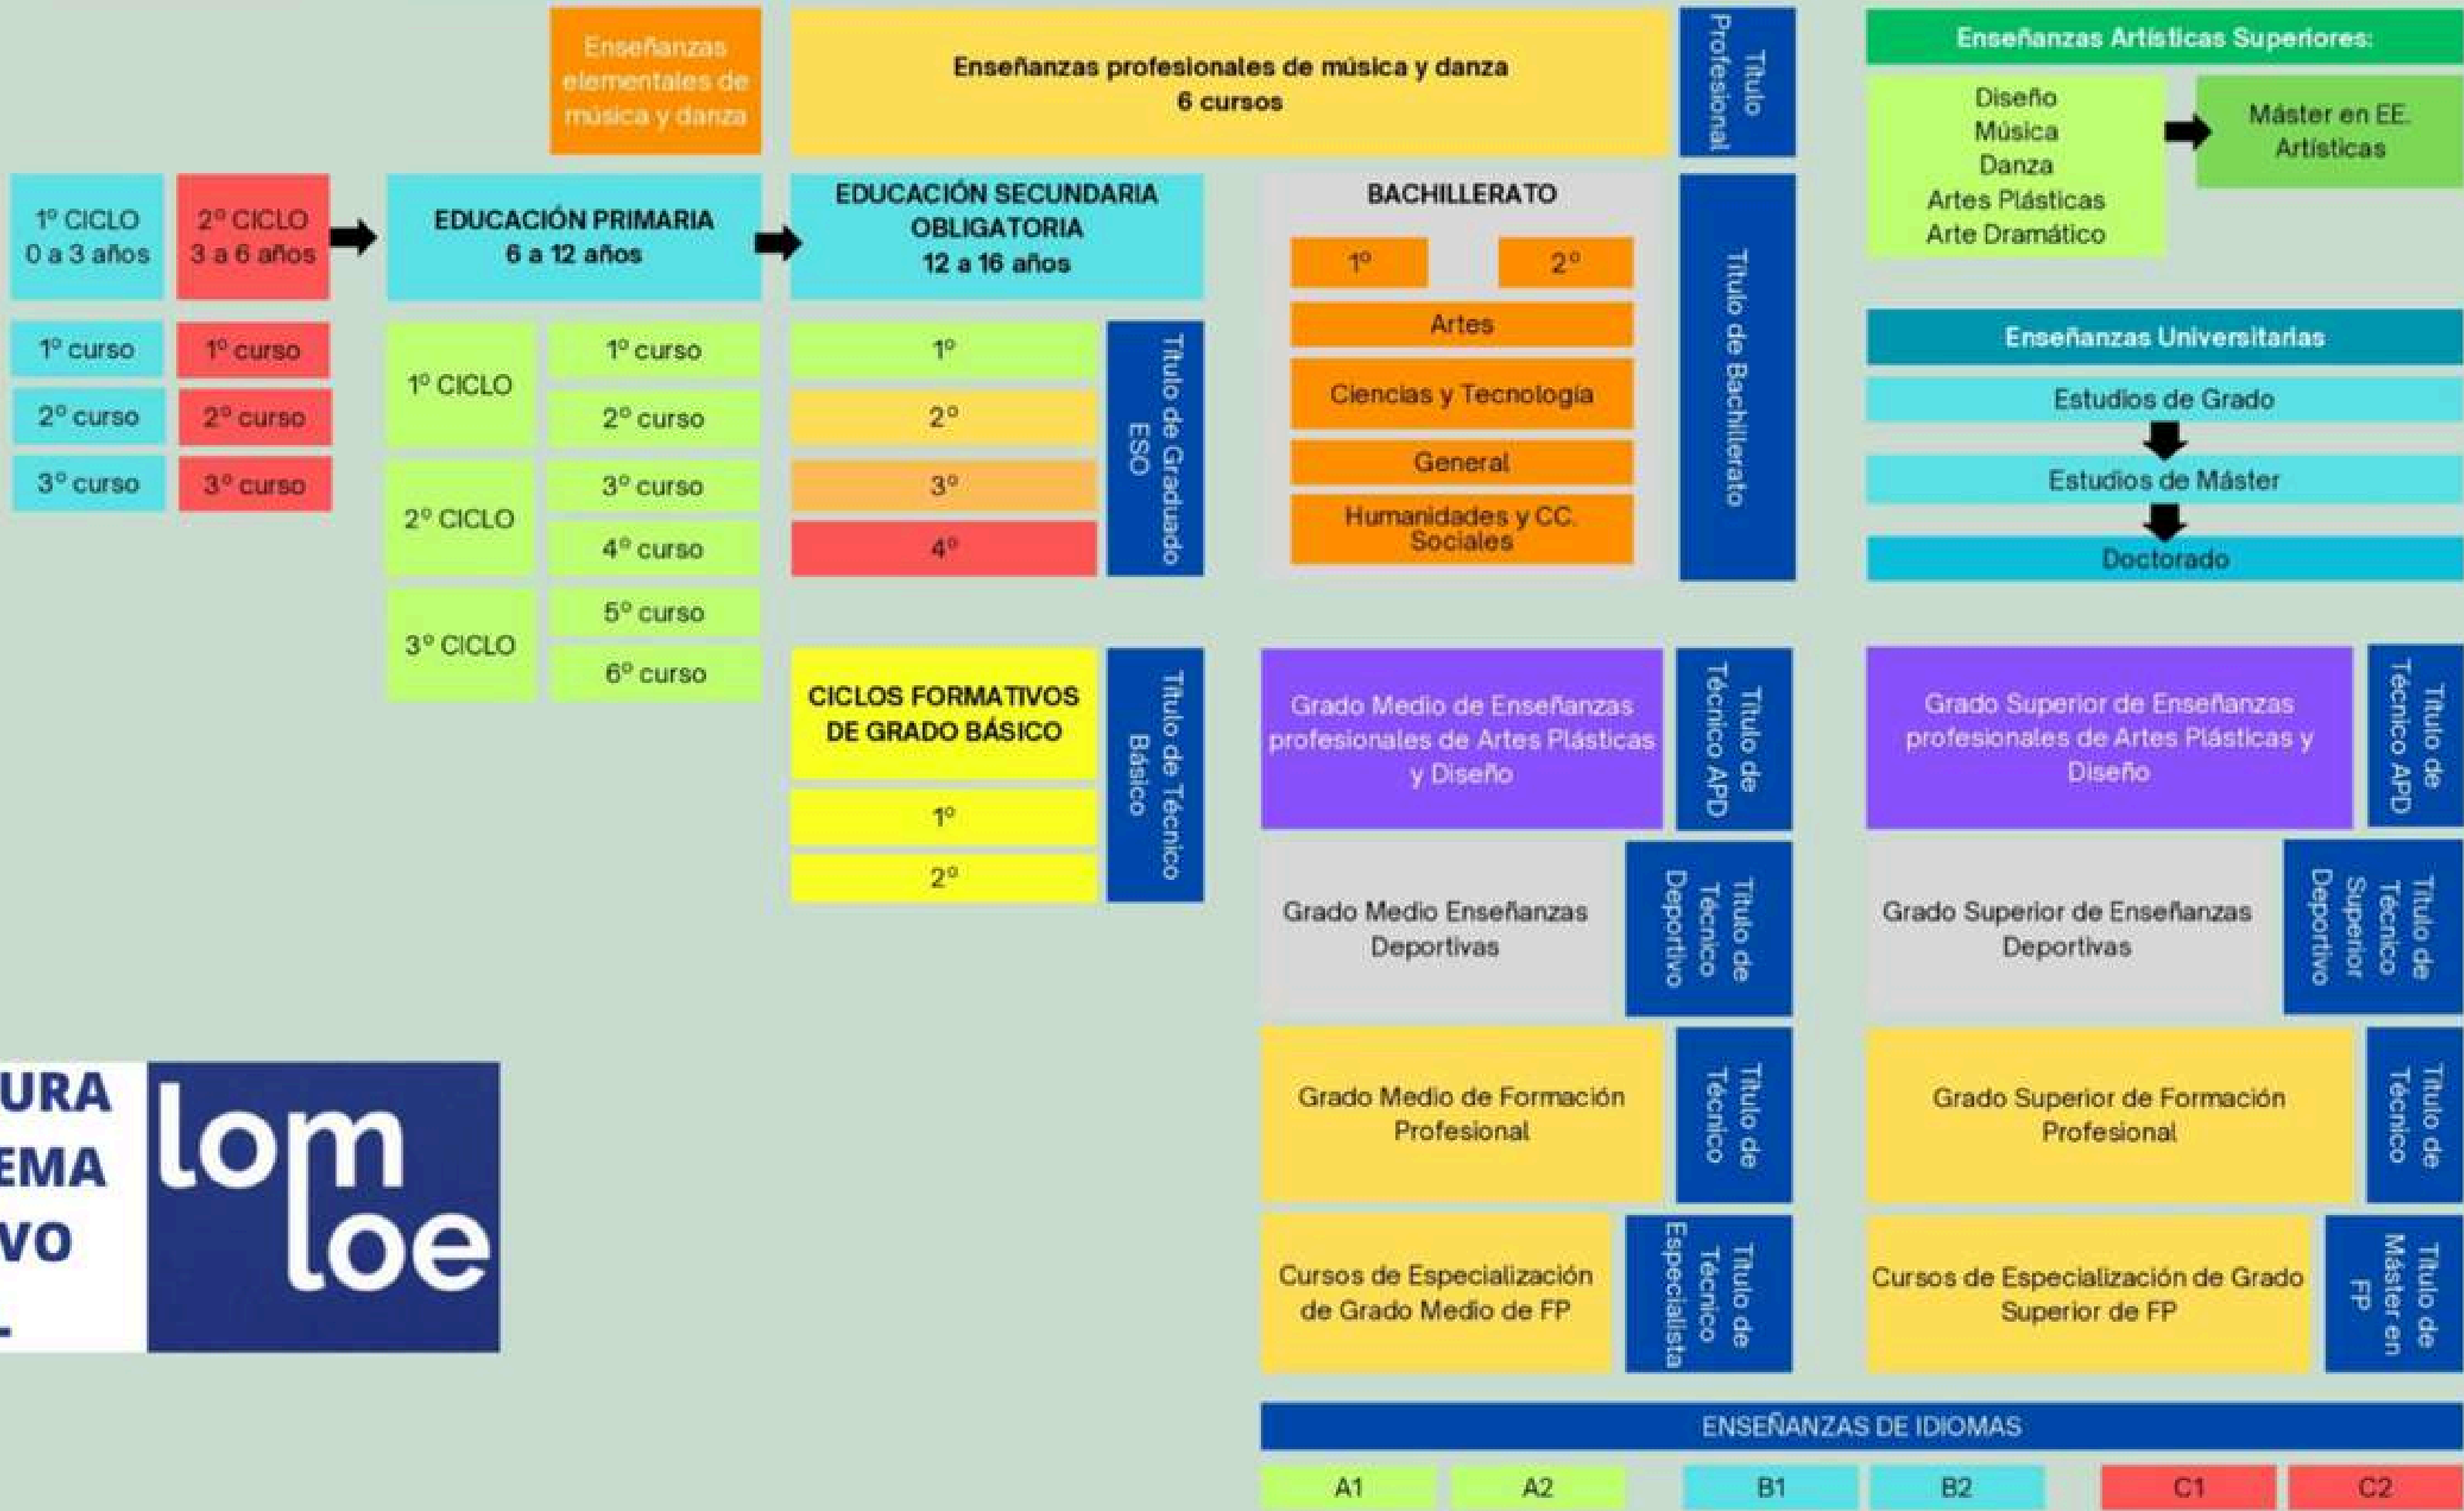 Enseñanzas
elementales de
música y danza
Enseñanzas profesionales de música y danza
6 cursos
Título
Profesional
Enseñanzas Artísticas Superiores:
Diseño
Música
Danza
Artes Plásticas
Arte Dramático
Máster en EE.
Artísticas
1º CICLO
0 a 3 años
2º CICLO
3 a 6 años
EDUCACIÓN PRIMARIA
6 a 12 años
EDUCACIÓN SECUNDARIA
OBLIGATORIA
12 a 16 años
BACHILLERATO
1º
2º
Artes
Ciencias y Tecnología
General
Humanidades y CC.
Sociales
Título de Bachillerato
Enseñanzas Universitarias
Estudios de Grado
Estudios de Máster
Doctorado
1º curso
2º curso
3º curso
1º curso
2º curso
3º curso
1º CICLO
1º curso
2º curso
2º CICLO
3º curso
4º curso
3º CICLO
5º curso
6º curso
1º
2º
3º
4º
Título de Graduado
ESO
CICLOS FORMATIVOS
DE GRADO BÁSICO
1º
2º
Título de Técnico
Básico
Grado Medio de Enseñanzas
profesionales de Artes Plásticas
y Diseño
Título de
Técnico APD
Grado Superior de Enseñanzas
profesionales de Artes Plásticas y
Diseño
Título de
Técnico APD
Grado Medio Enseñanzas
Deportivas
Título de
Técnico
Deportivo
Grado Superior de Enseñanzas
Deportivas
Título de
Técnico
Superior
Deportivo
Grado Medio de Formación
Profesional
Título de
Técnico
Grado Superior de Formación
Profesional
Título de
Técnico
Cursos de Especialización
de Grado Medio de FP
Título de
Técnico
Especialista
Cursos de Especialización de Grado
Superior de FP
Título de
Máster en
FP
URA
EMA
VO
lom
loe
ENSEÑANZAS DE IDIOMAS
A1
A2
B1
B2
C1
C2